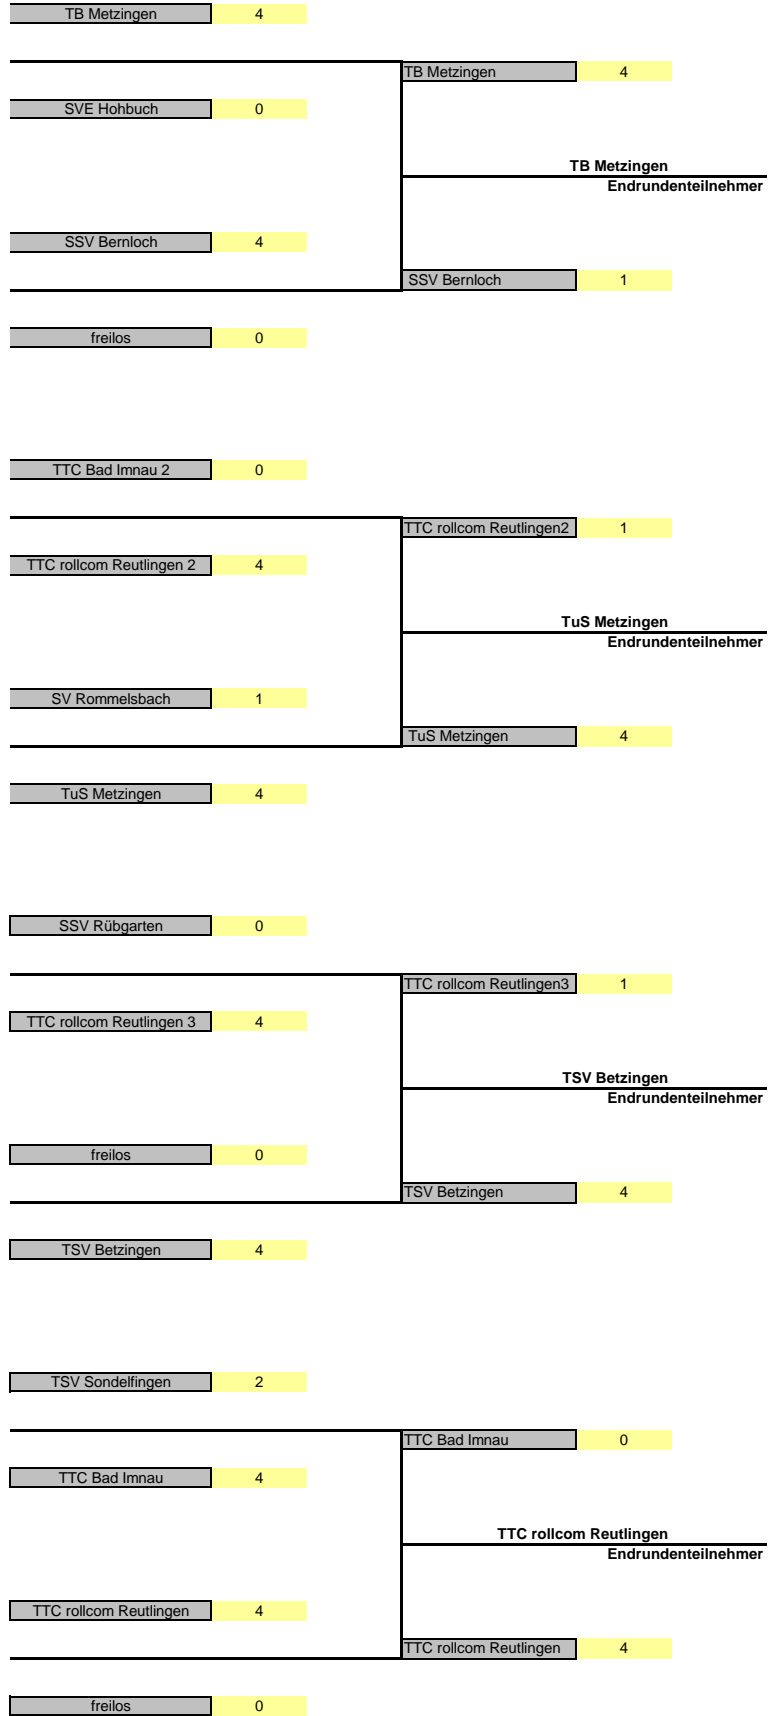 TB Metzingen 4
TB Metzingen 4
SVE Hohbuch 0
TB Metzingen
Endrundenteilnehmer
SSV Bernloch 4
SSV Bernloch 1
freilos 0
TTC Bad Imnau 2 0
TTC rollcom Reutlingen2 1
TTC rollcom Reutlingen 2 4
TuS Metzingen
Endrundenteilnehmer
SV Rommelsbach 1
TuS Metzingen 4
TuS Metzingen 4
SSV Rübgarten 0
TTC rollcom Reutlingen3 1
TTC rollcom Reutlingen 3 4
TSV Betzingen
Endrundenteilnehmer
freilos 0
TSV Betzingen 4
TSV Betzingen 4
TSV Sondelfingen 2
TTC Bad Imnau 0
TTC Bad Imnau 4
TTC rollcom Reutlingen
Endrundenteilnehmer
TTC rollcom Reutlingen 4
TTC rollcom Reutlingen 4
freilos 0